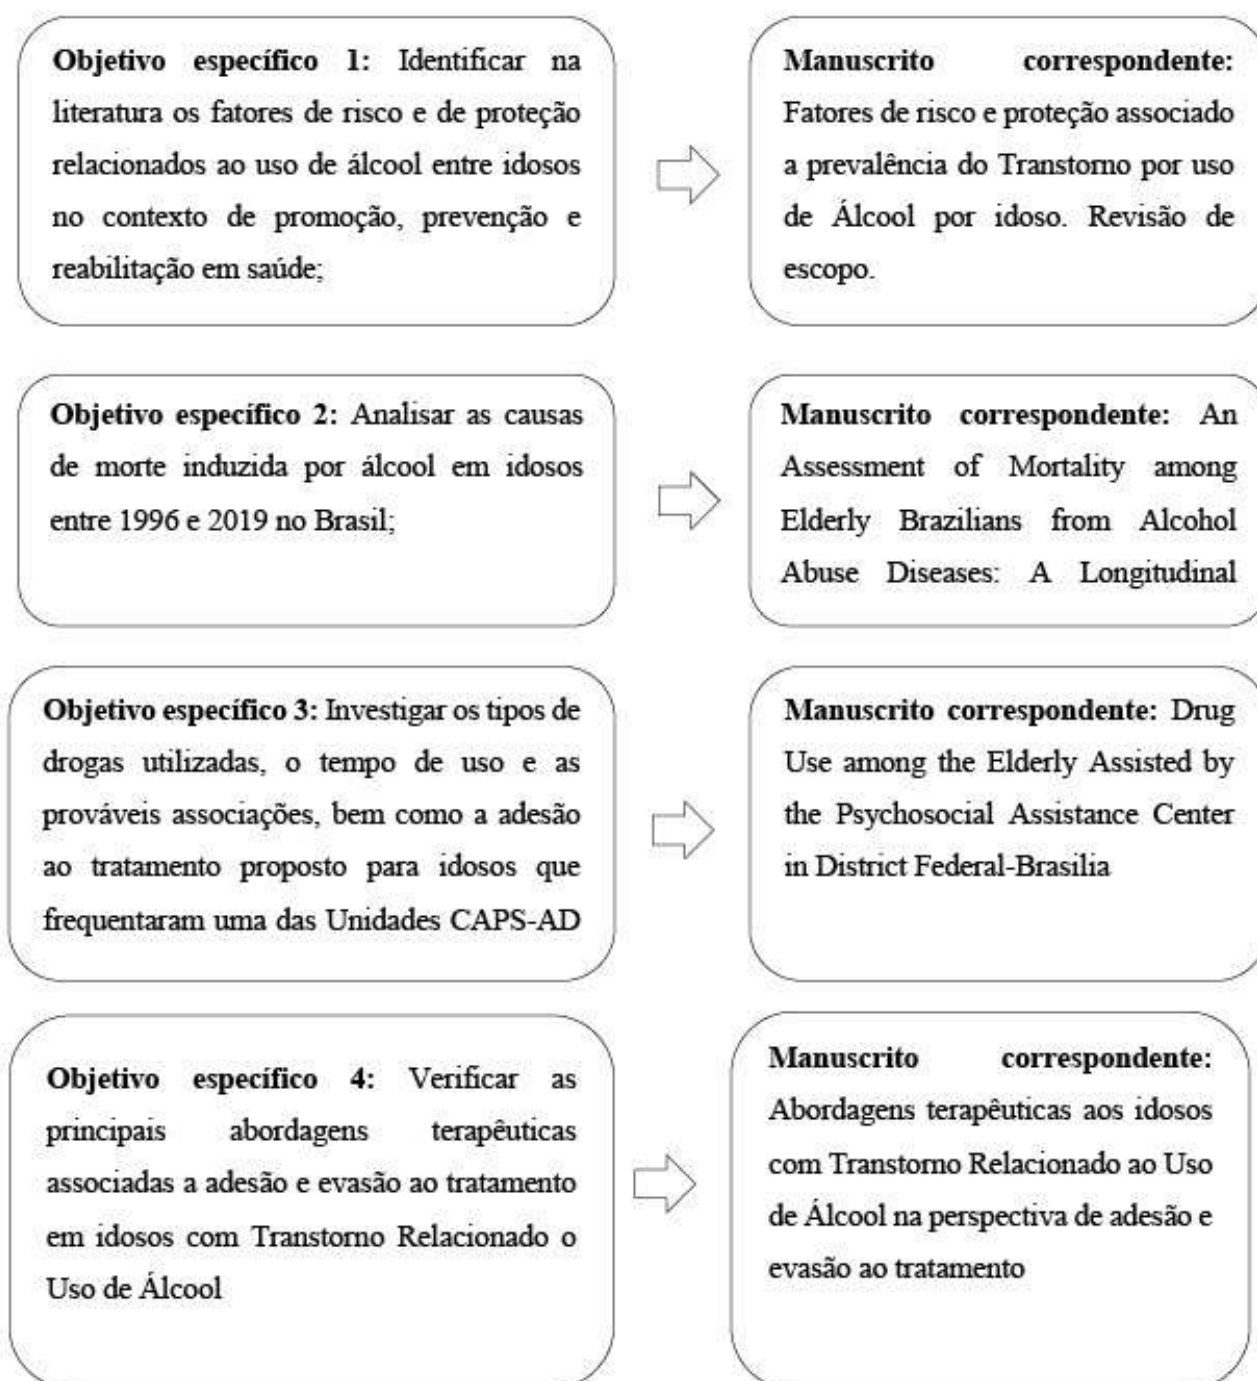 Objetivo específico 1: Identificar na
literatura os fatores de risco e de proteção
relacionados ao uso de álcool entre idosos
no contexto de promoção, prevenção e
reabilitação em saúde;
Manuscrito correspondente:
Fatores de risco e proteção associado
a prevalência do Transtorno por uso
de Álcool por idoso. Revisão de
escopo.
Objetivo específico 2: Analisar as causas
de morte induzida por álcool em idosos
entre 1996 e 2019 no Brasil;
Manuscrito correspondente: An
Assessment of Mortality among
Elderly Brazilians from Alcohol
Abuse Diseases: A Longitudinal
Objetivo específico 3: Investigar os tipos de
drogas utilizadas, o tempo de uso e as
prováveis associações, bem como a adesão
ao tratamento proposto para idosos que
frequentaram uma das Unidades CAPS-AD
Manuscrito correspondente: Drug
Use among the Elderly Assisted by
the Psychosocial Assistance Center
in District Federal-Brasilia
Objetivo específico 4: Verificar as
principais abordagens terapêuticas
associadas a adesão e evasão ao tratamento
em idosos com Transtorno Relacionado o
Uso de Álcool
Manuscrito correspondente:
Abordagens terapêuticas aos idosos
com Transtorno Relacionado ao Uso
de Álcool na perspectiva de adesão e
evasão ao tratamento